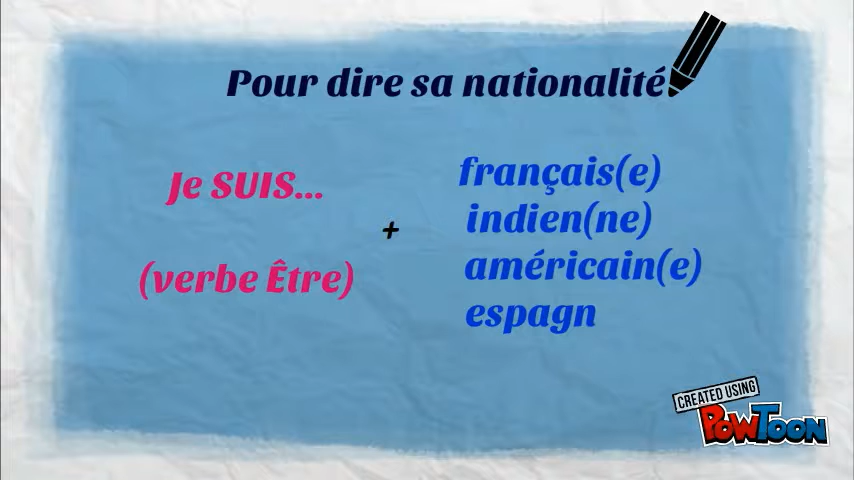 Pour dire sa nationalité
Je SUIS...
(verbe Être)
+
français(e)
indien(ne)
américain(e)
espagn
CREATED USING
POWTOON